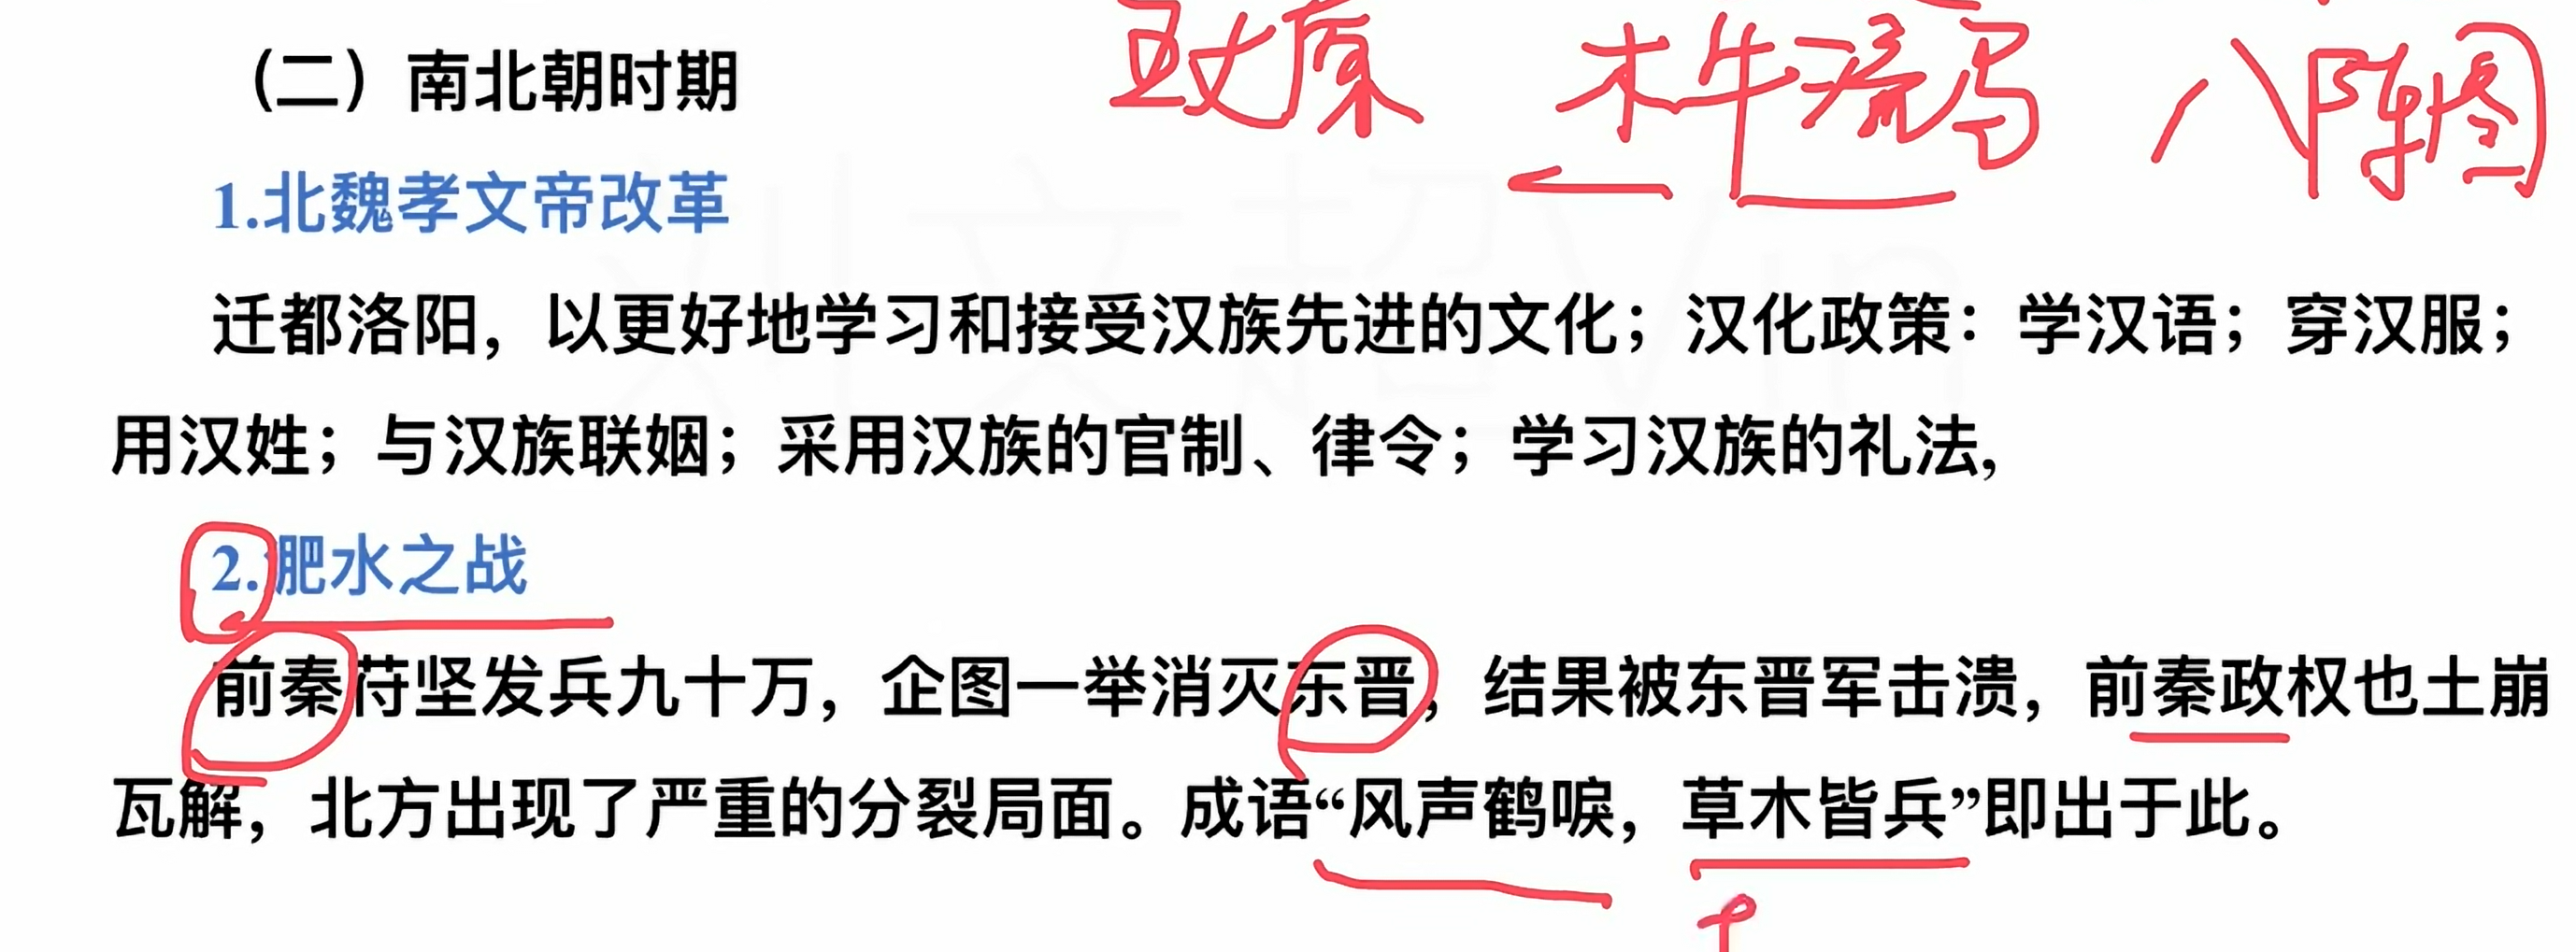 五丈原 木牛流马 八阵图
（二）南北朝时期
1.北魏孝文帝改革
迁都洛阳，以更好地学习和接受汉族先进的文化；汉化政策：学汉语；穿汉服；
用汉姓；与汉族联姻；采用汉族的官制、律令；学习汉族的礼法,
2.淝水之战
前秦苻坚发兵九十万，企图一举消灭东晋，结果被东晋军击溃，前秦政权也土崩
瓦解，北方出现了严重的分裂局面。成语“风声鹤唳，草木皆兵”即出于此。